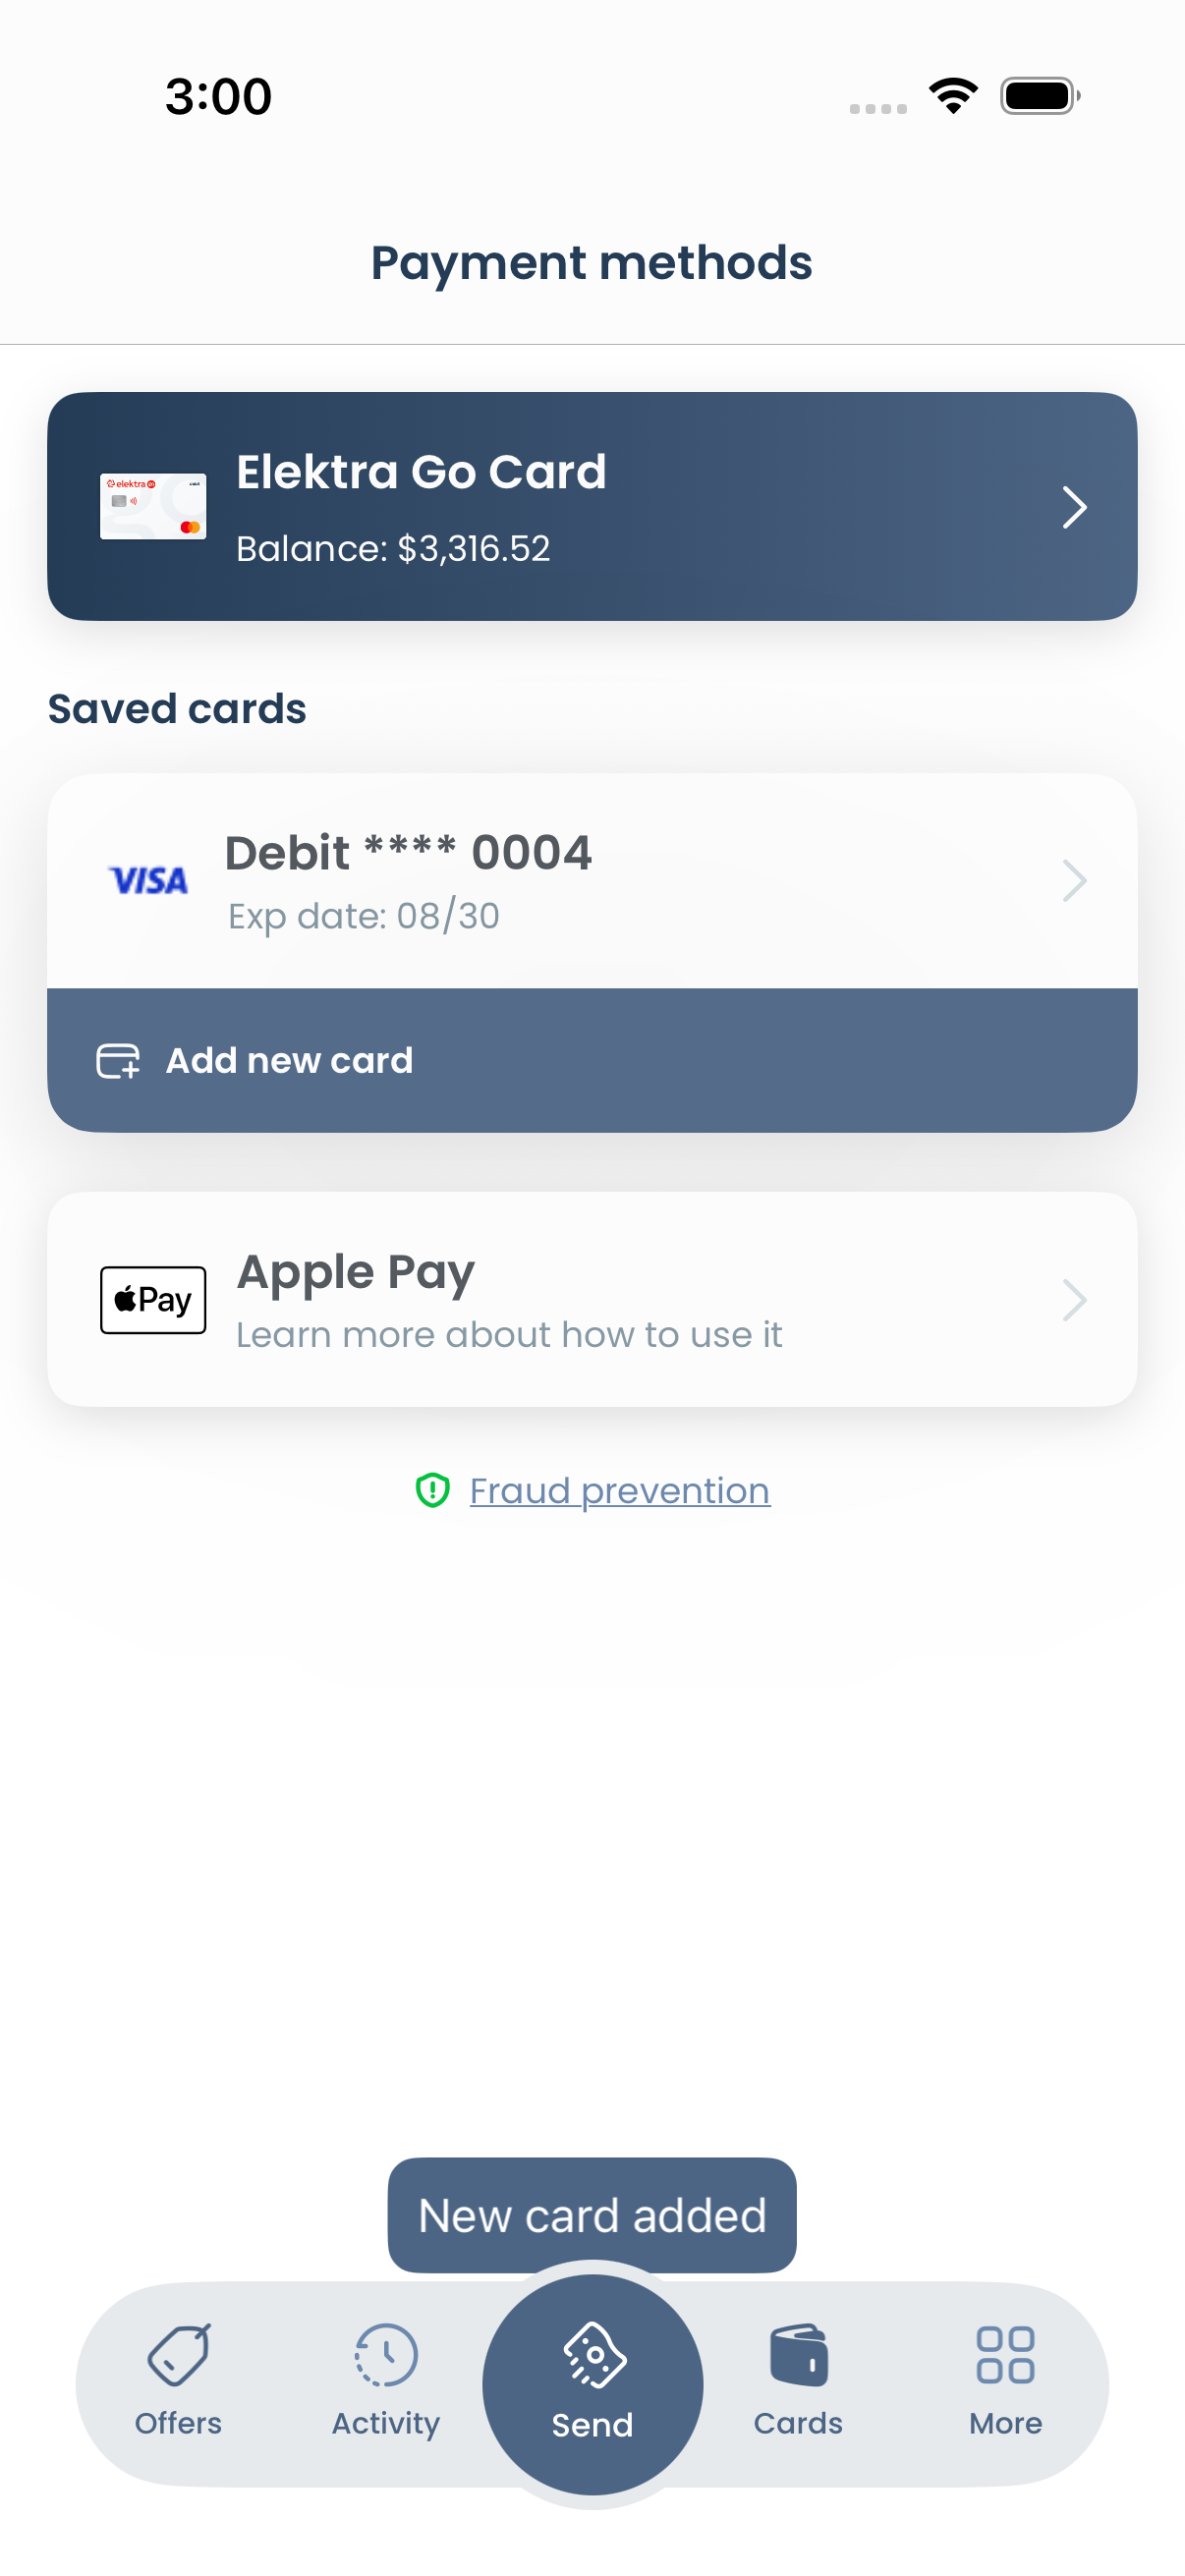 3:00
Payment methods
elektra
Elektra Go Card
Balance: $3,316.52
Saved cards
VISA
Debit **** 0004
Exp date: 08/30
Add new card
Pay
Apple Pay
Learn more about how to use it
Fraud prevention
New card added
Offers
Activity
Send
Cards
More